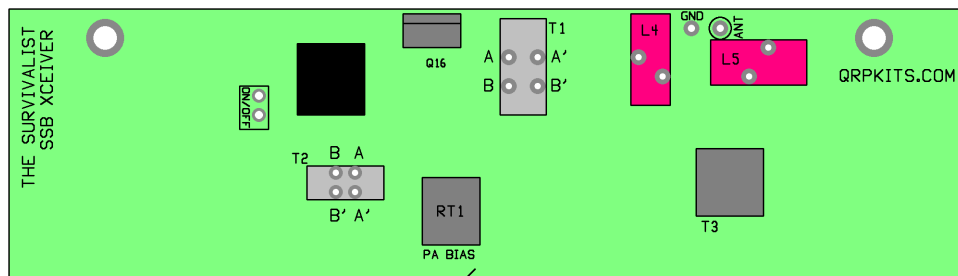 THE SURVIVALIST
SSB XCEIVER
ON/OFF
Q16
T1
A A'
B B'
L4
GND
ANT
L5
QRPKITS.COM
T2
B A
B' A'
RT1
PA BIAS
T3